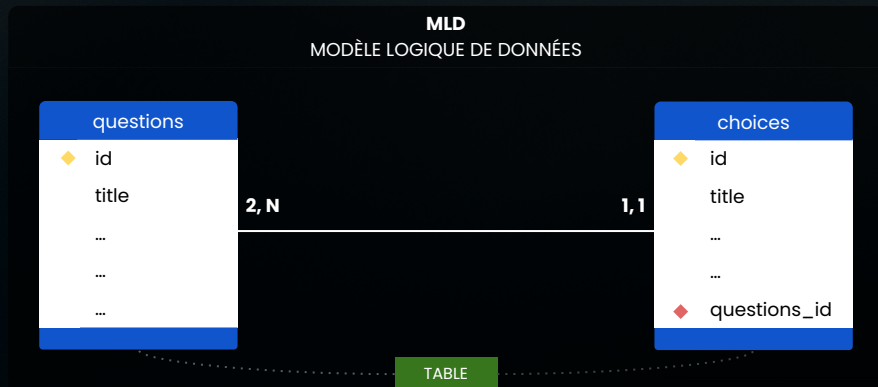 MLD
MODÈLE LOGIQUE DE DONNÉES
questions
id
title
...
...
...
2, N
1, 1
choices
id
title
...
...
questions_id
TABLE